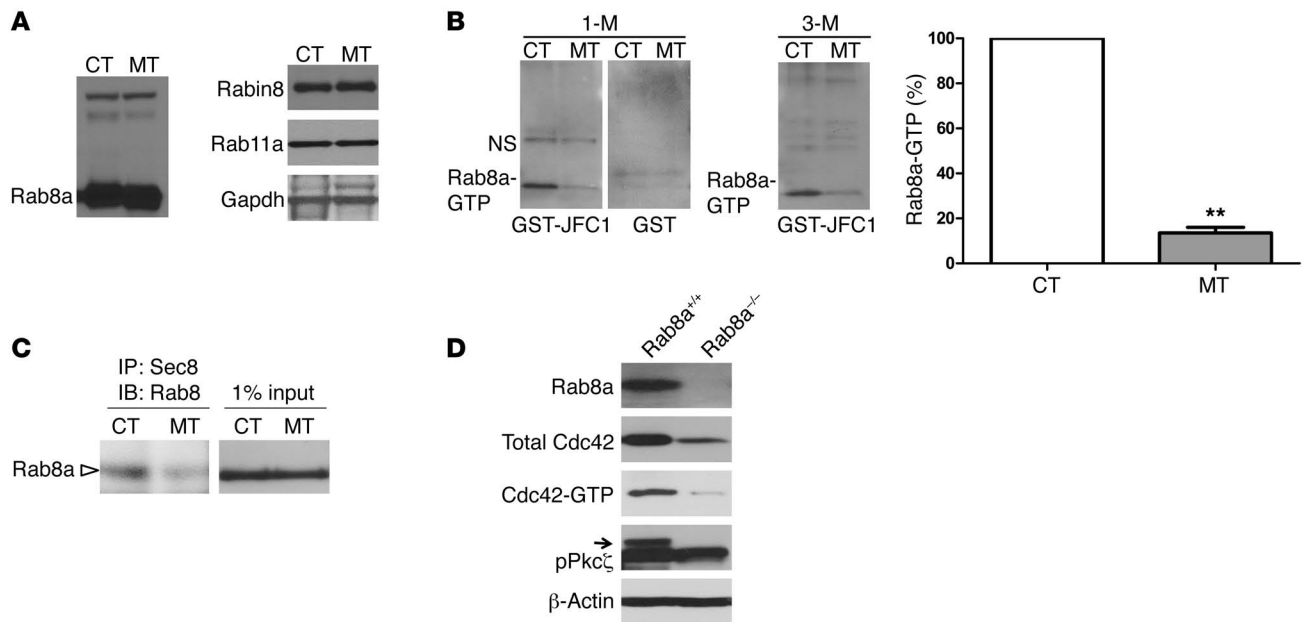 A
CT MT
Rabin8
Rab11a
Rab8a
Gapdh
B
1-M
CT MT CT MT
NS
Rab8a-
GTP
GST-JFC1 GST
3-M
CT MT
Rab8a-
GTP
GST-JFC1
Rab8a-GTP (%)
100
80
60
40
20
0
**
CT MT
C
IP: Sec8
IB: Rab8 1% input
CT MT CT MT
Rab8a
D
Rab8a+/+ Rab8a−/−
Rab8a
Total Cdc42
Cdc42-GTP
pPkcζ
β-Actin
CT MT